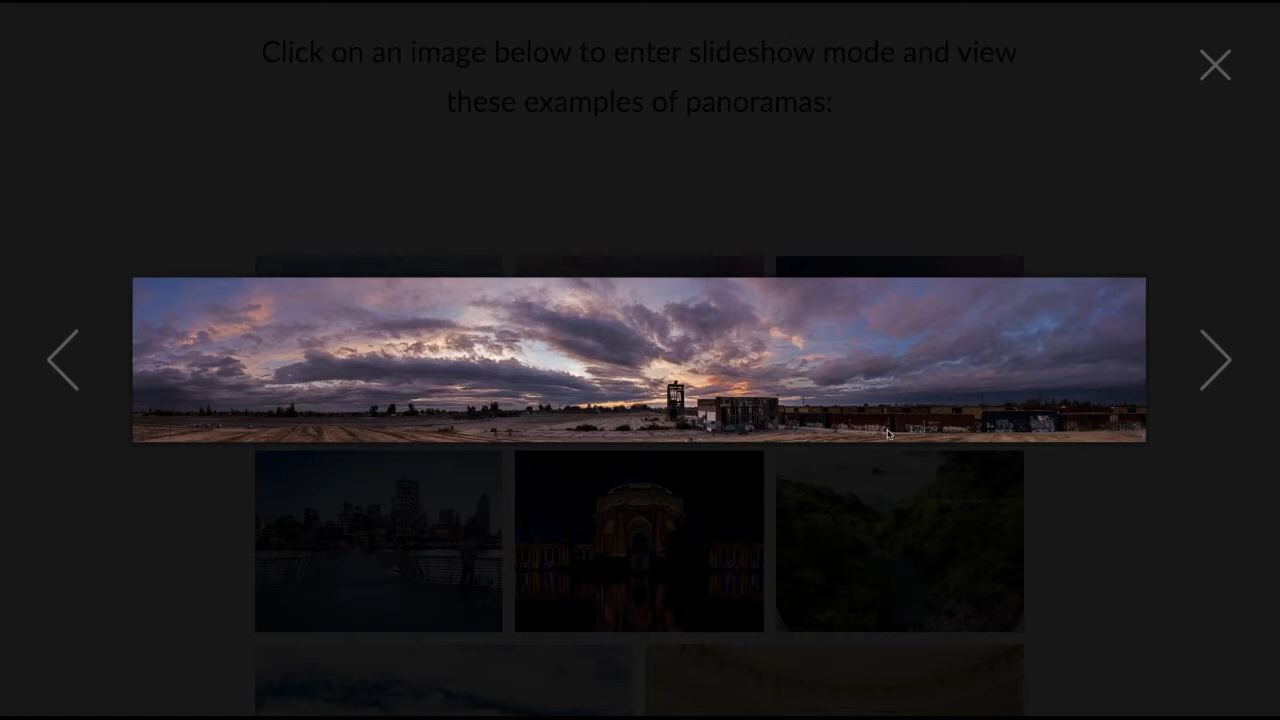 Click on an image below to enter slideshow mode and view
these examples of panoramas: